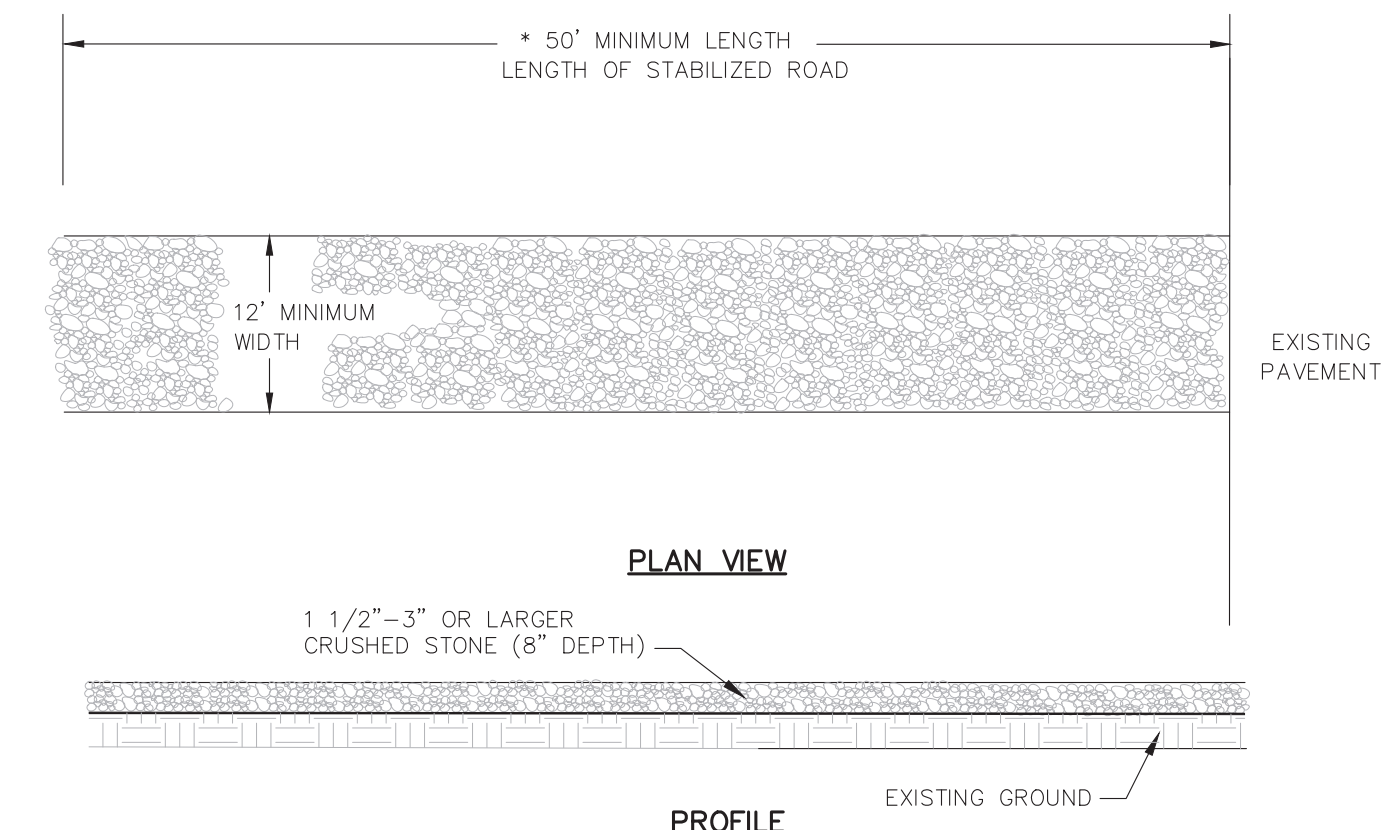 * 50’ MINIMUM LENGTH
LENGTH OF STABILIZED ROAD
12’ MINIMUM
WIDTH
EXISTING
PAVEMENT
PLAN VIEW
1 1/2”–3” OR LARGER
CRUSHED STONE (8” DEPTH)
EXISTING GROUND
PROFILE